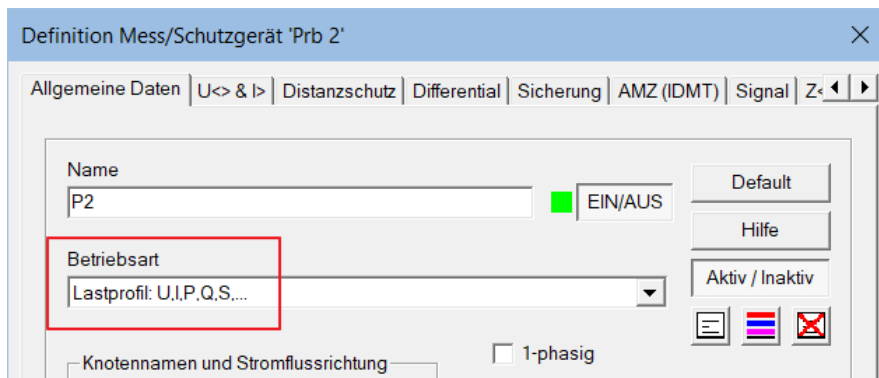 Definition Mess/Schutzgerät 'Prb 2'
Allgemeine Daten U<> & I> Distanzschutz Differential Sicherung AMZ (IDMT) Signal Z<
Name
Default
P2
EIN/AUS
Hilfe
Betriebsart
Aktiv / Inaktiv
Lastprofil: U,I,P,Q,S,...
1-phasig
Knotennamen und Stromflussrichtung